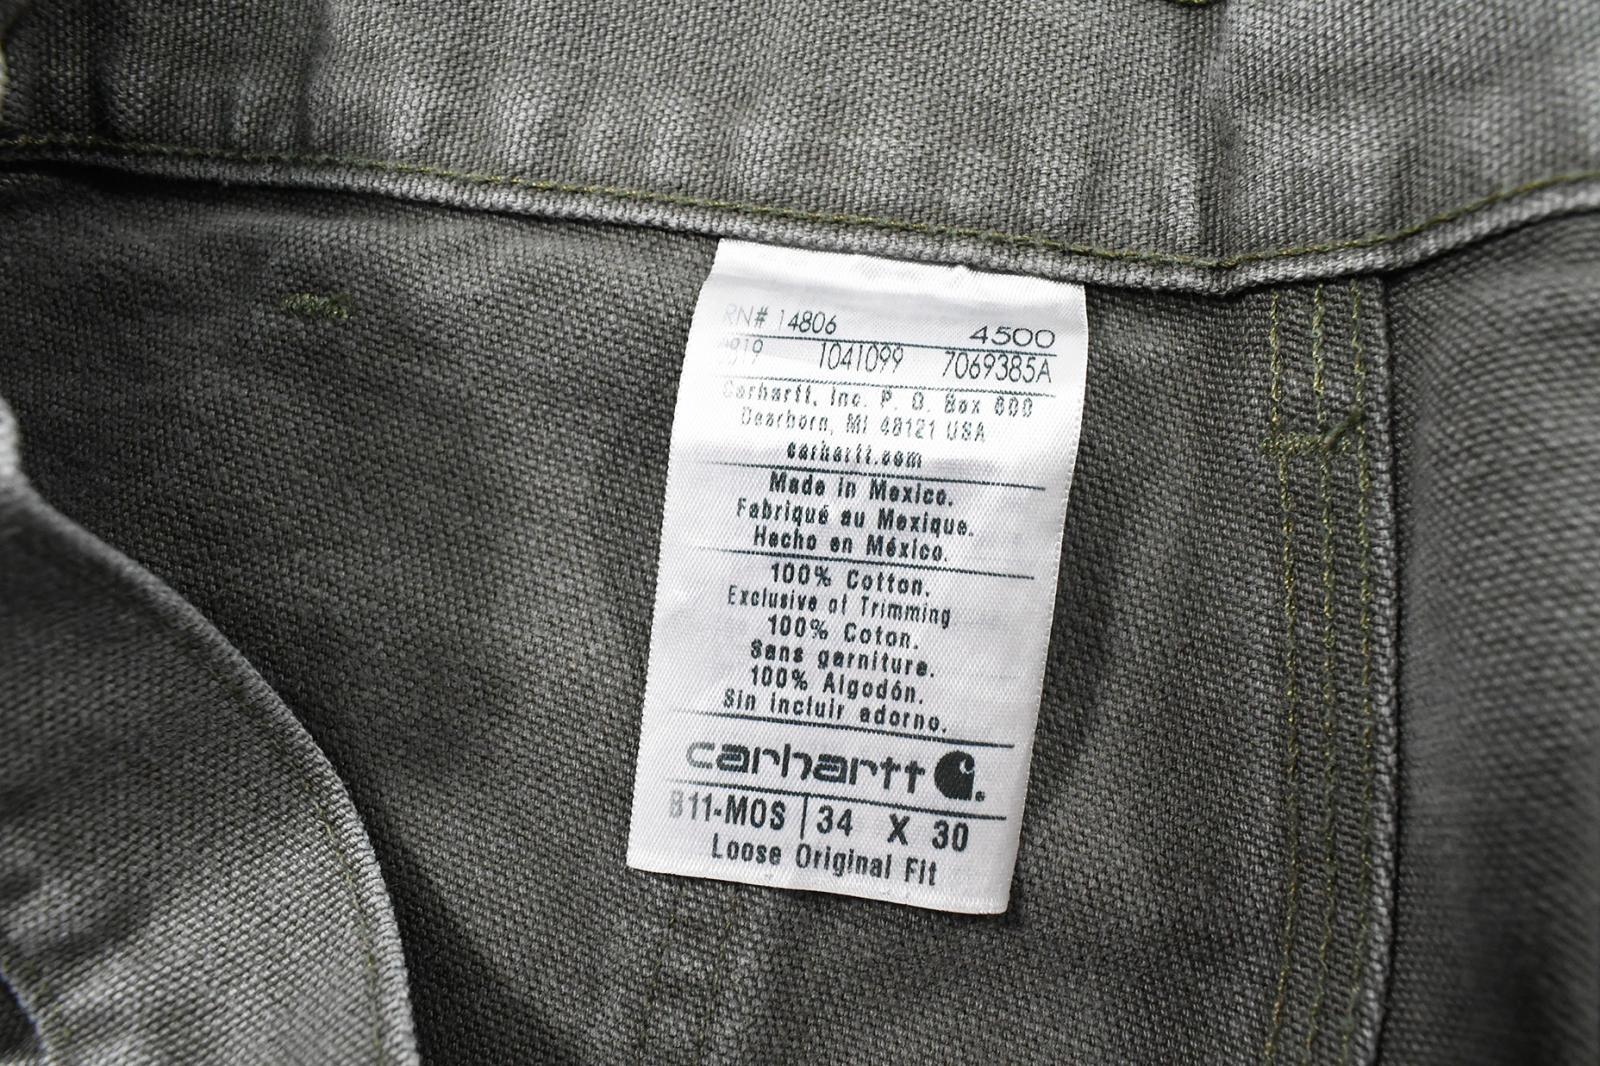 RN# 14806 4500
1041099 7069385A
Carhartt, Inc. P. O. Box 600
Dearborn, MI 48121 USA
carhartt.com
Made in Mexico.
Fabriqué au Mexique.
Hecho en México.
100% Cotton.
Exclusive of Trimming
100% Coton.
Sans garniture.
100% Algodón.
Sin incluir adorno.
carhartt
B11-MOS 34 X 30
Loose Original Fit